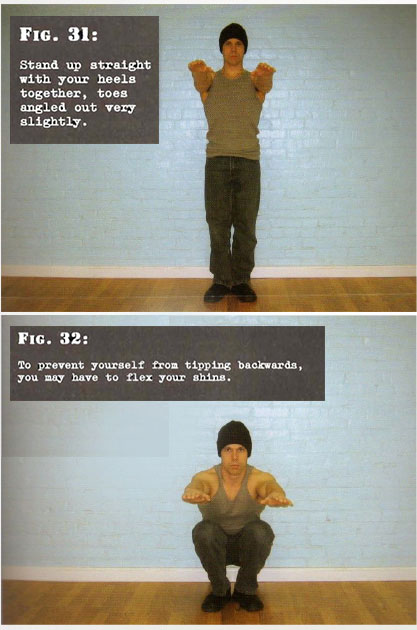 FIG. 31:
Stand up straight
with your heels
together, toes
angled out very
slightly.
FIG. 32:
To prevent yourself from tipping backwards,
you may have to flex your shins.